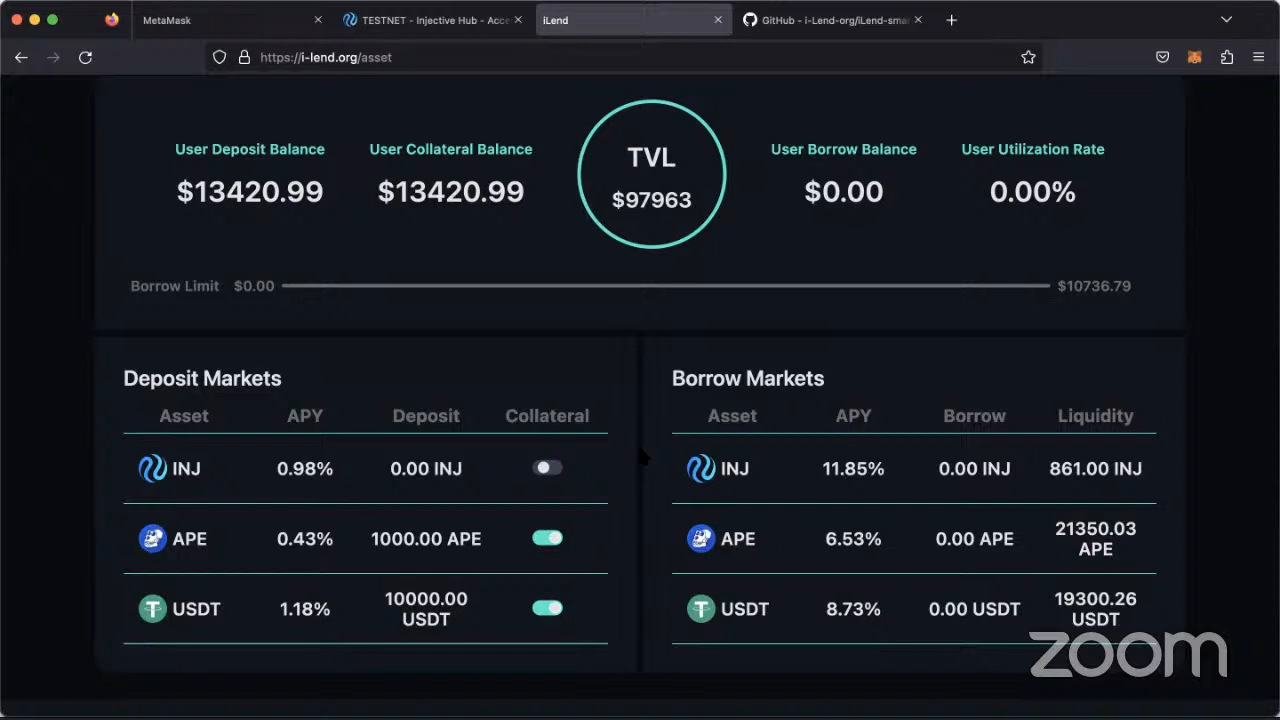 MetaMask
TESTNET - Injective Hub - Acce
iLend
GitHub - i-Lend-org/iLend-sma
https://i-lend.org/asset
User Deposit Balance
$13420.99
User Collateral Balance
$13420.99
TVL
$97963
User Borrow Balance
$0.00
User Utilization Rate
0.00%
Borrow Limit $0.00 $10736.79
Deposit Markets
Asset APY Deposit Collateral
INJ 0.98% 0.00 INJ
APE 0.43% 1000.00 APE
USDT 1.18% 10000.00
USDT
Borrow Markets
Asset APY Borrow Liquidity
INJ 11.85% 0.00 INJ 861.00 INJ
APE 6.53% 0.00 APE 21350.03
APE
USDT 8.73% 0.00 USDT 19300.26
USDT
zoom